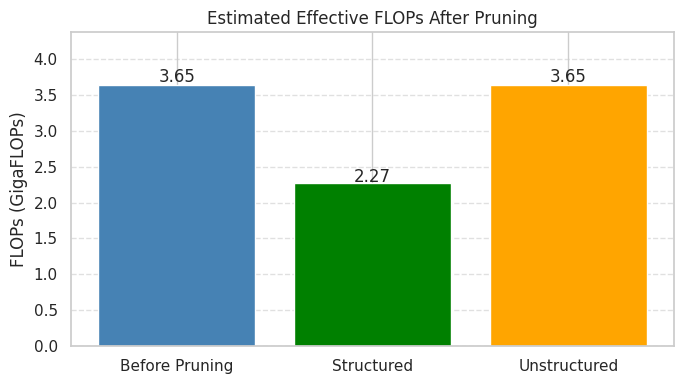 Estimated Effective FLOPs After Pruning
FLOPs (GigaFLOPs)
4.0
3.5
3.0
2.5
2.0
1.5
1.0
0.5
0.0
3.65
2.27
3.65
Before Pruning
Structured
Unstructured